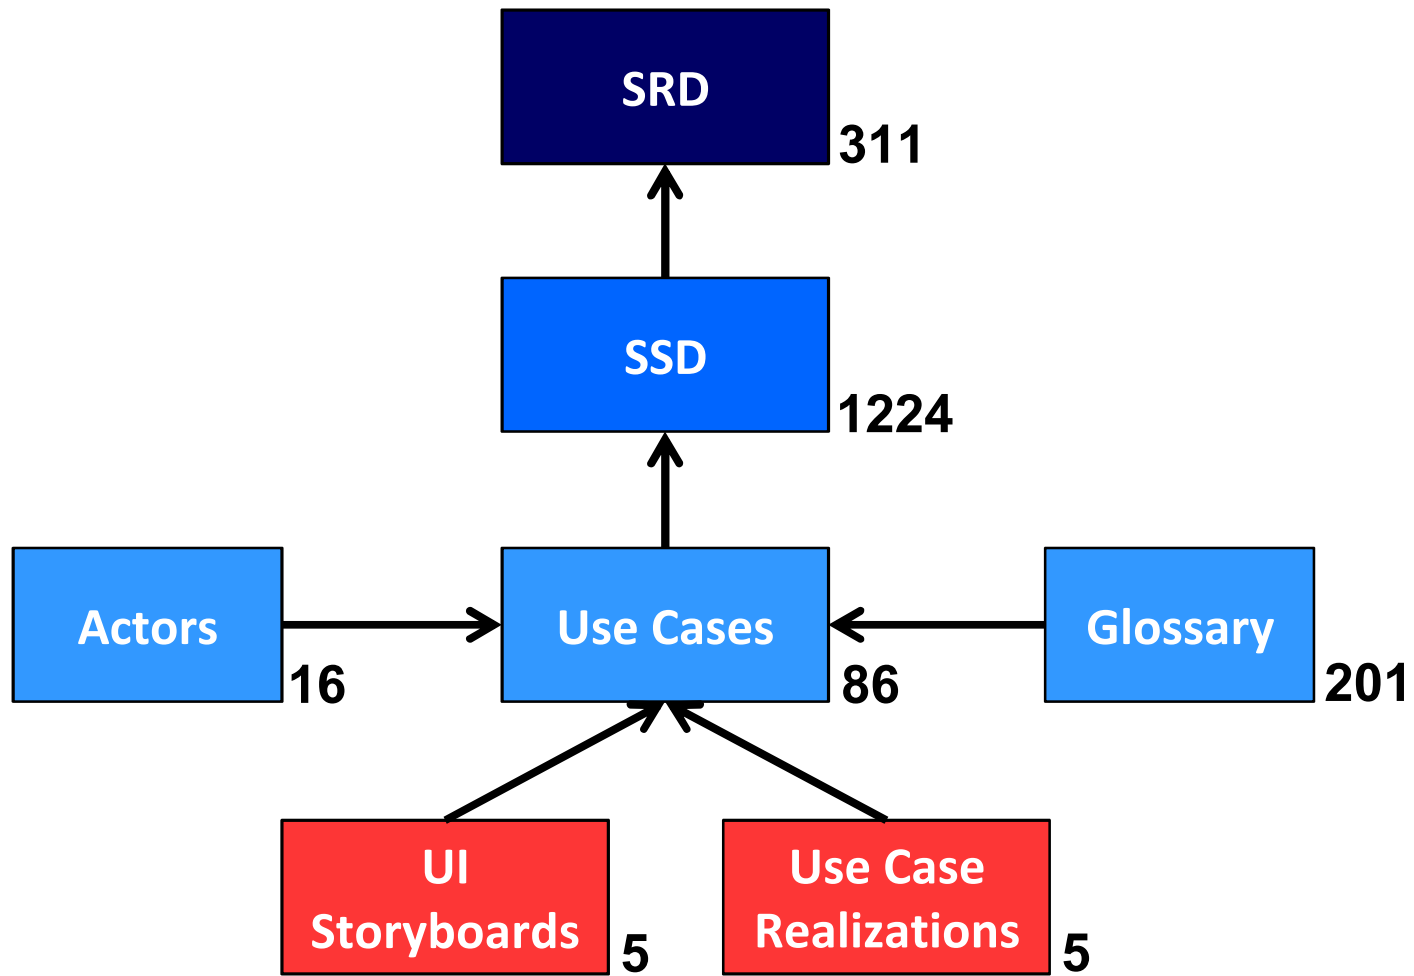 SRD
311
SSD
1224
Actors
16
Use Cases
86
Glossary
201
UI
Storyboards
5
Use Case
Realizations
5